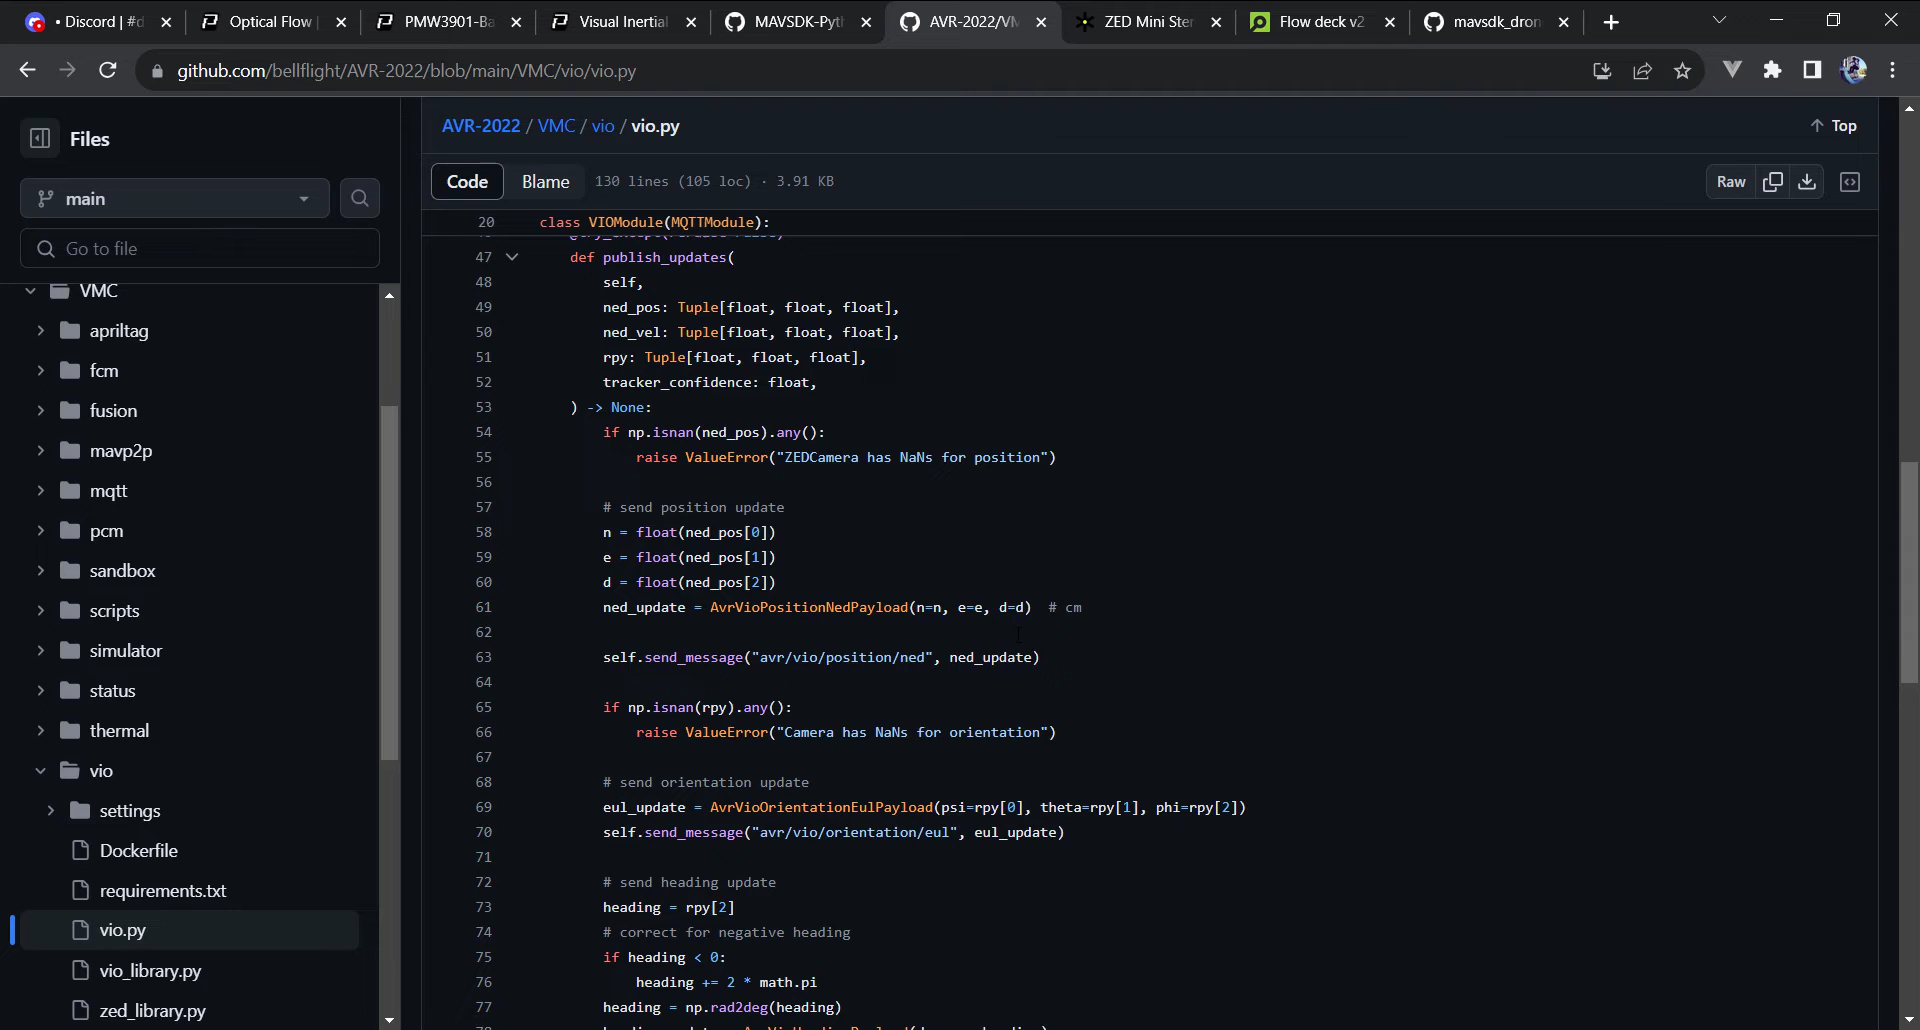 • Discord | #d
Optical Flow |
PMW3901-Ba
Visual Inertial
MAVSDK-Pyth
AVR-2022/VM
ZED Mini Ster
Flow deck v2
mavsdk_dron
github.com/bellflight/AVR-2022/blob/main/VMC/vio/vio.py
Files
main
Go to file
VMC
apriltag
fcm
fusion
mavp2p
mqtt
pcm
sandbox
scripts
simulator
status
thermal
vio
settings
Dockerfile
requirements.txt
vio.py
vio_library.py
zed_library.py
AVR-2022 / VMC / vio / vio.py
Top
Code Blame 130 lines (105 loc) · 3.91 KB
Raw
20 class VIOModule(MQTTModule):
47 def publish_updates(
48 self,
49 ned_pos: Tuple[float, float, float],
50 ned_vel: Tuple[float, float, float],
51 rpy: Tuple[float, float, float],
52 tracker_confidence: float,
53 ) -> None:
54 if np.isnan(ned_pos).any():
55 raise ValueError("ZEDCamera has NaNs for position")
56
57 # send position update
58 n = float(ned_pos[0])
59 e = float(ned_pos[1])
60 d = float(ned_pos[2])
61 ned_update = AvrVioPositionNedPayload(n=n, e=e, d=d) # cm
62
63 self.send_message("avr/vio/position/ned", ned_update)
64
65 if np.isnan(rpy).any():
66 raise ValueError("Camera has NaNs for orientation")
67
68 # send orientation update
69 eul_update = AvrVioOrientationEulPayload(psi=rpy[0], theta=rpy[1], phi=rpy[2])
70 self.send_message("avr/vio/orientation/eul", eul_update)
71
72 # send heading update
73 heading = rpy[2]
74 # correct for negative heading
75 if heading < 0:
76 heading += 2 * math.pi
77 heading = np.rad2deg(heading)